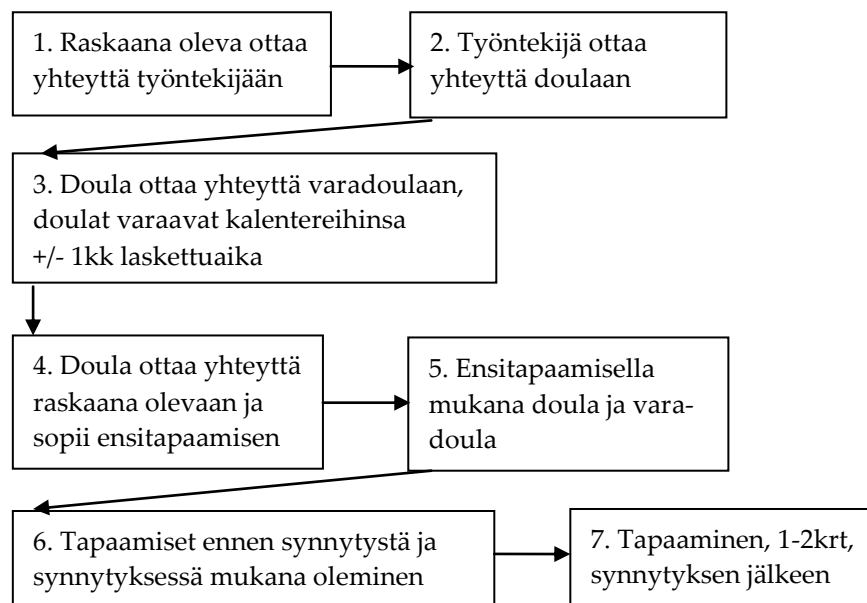 1. Raskaana oleva ottaa
yhteyttä työntekijään
2. Työntekijä ottaa
yhteyttä doulaan
3. Doula ottaa yhteyttä varadoulaan,
doulat varaavat kalentereihinsa
+/- 1kk laskettuaika
4. Doula ottaa yhteyttä
raskaana olevaan ja
sopii ensitapaamisen
5. Ensitapaamisella
mukana doula ja vara-
doula
6. Tapaamiset ennen synnytystä ja
synnytyksessä mukana oleminen
7. Tapaaminen, 1-2krt,
synnytyksen jälkeen